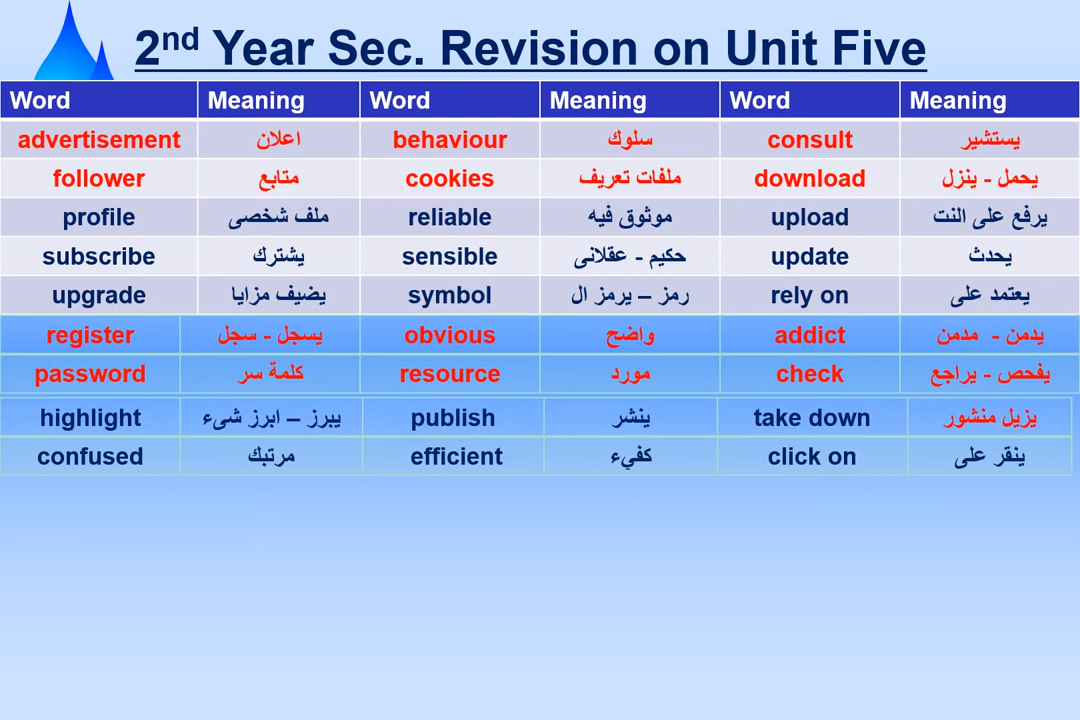 2nd Year Sec. Revision on Unit Five
Word Meaning Word Meaning Word Meaning
advertisement اعلان behaviour سلوك consult يستشير
follower متابع cookies ملفات تعريف download يحمل - ينزل
profile ملف شخصى reliable موثوق فيه upload يرفع على النت
subscribe يشترك sensible حكيم - عقلانى update يحدث
upgrade يضيف مزايا symbol رمز – يرمز ال rely on يعتمد على
register يسجل - سجل obvious واضح addict يدمن - مدمن
password كلمة سر resource مورد check يفحص - يراجع
highlight يبرز – ابرز شىء publish ينشر take down يزيل منشور
confused مرتبك efficient كفيء click on ينقر على